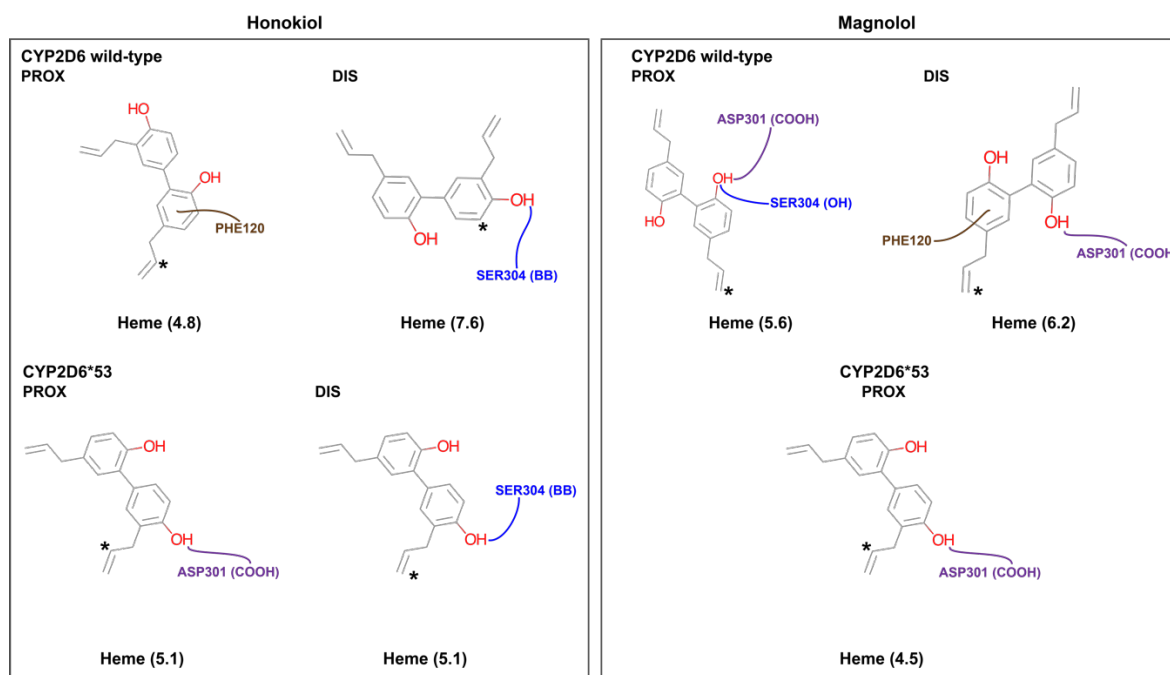 Honokiol
CYP2D6 wild-type
PROX
DIS
HO
OH
PHE120
*
Heme (4.8)
OH
OH
*
SER304 (BB)
Heme (7.6)
CYP2D6*53
PROX
DIS
OH
*
OH
ASP301 (COOH)
Heme (5.1)
OH
SER304 (BB)
OH
*
Heme (5.1)
Magnolol
CYP2D6 wild-type
PROX
DIS
ASP301 (COOH)
OH
SER304 (OH)
HO
*
Heme (5.6)
OH
PHE120
OH
ASP301 (COOH)
*
Heme (6.2)
CYP2D6*53
PROX
OH
*
OH
ASP301 (COOH)
Heme (4.5)